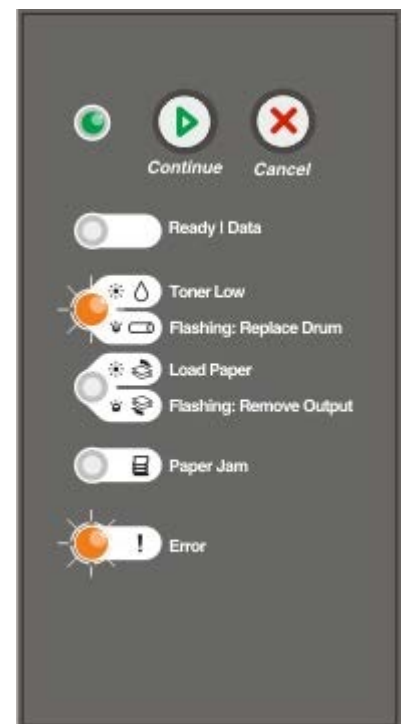 Continue
Cancel
Ready | Data
Toner Low
Flashing: Replace Drum
Load Paper
Flashing: Remove Output
Paper Jam
! Error